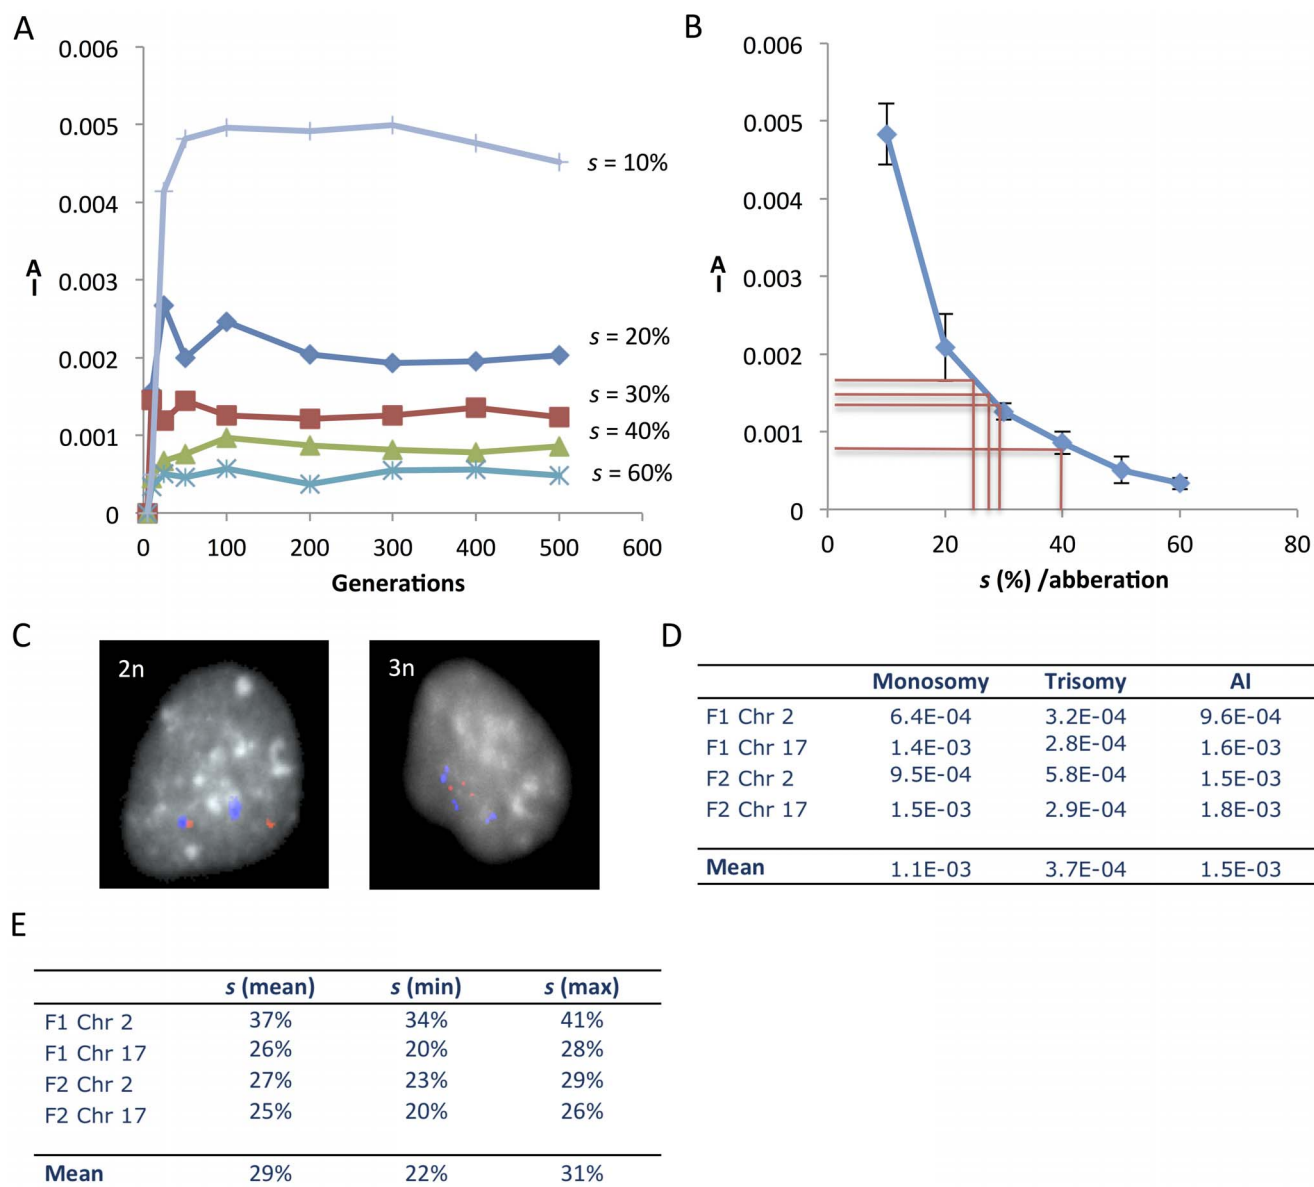 A
0.006
0.005
0.004
0.003
0.002
0.001
0
AI
0 100 200 300 400 500 600
Generations
s = 10%
s = 20%
s = 30%
s = 40%
s = 60%
B
0.006
0.005
0.004
0.003
0.002
0.001
0
AI
0 20 40 60 80
s (%) /abberation
C
2n
3n
D
Monosomy Trisomy AI
F1 Chr 2 6.4E-04 3.2E-04 9.6E-04
F1 Chr 17 1.4E-03 2.8E-04 1.6E-03
F2 Chr 2 9.5E-04 5.8E-04 1.5E-03
F2 Chr 17 1.5E-03 2.9E-04 1.8E-03
Mean 1.1E-03 3.7E-04 1.5E-03
E
s (mean) s (min) s (max)
F1 Chr 2 37% 34% 41%
F1 Chr 17 26% 20% 28%
F2 Chr 2 27% 23% 29%
F2 Chr 17 25% 20% 26%
Mean 29% 22% 31%